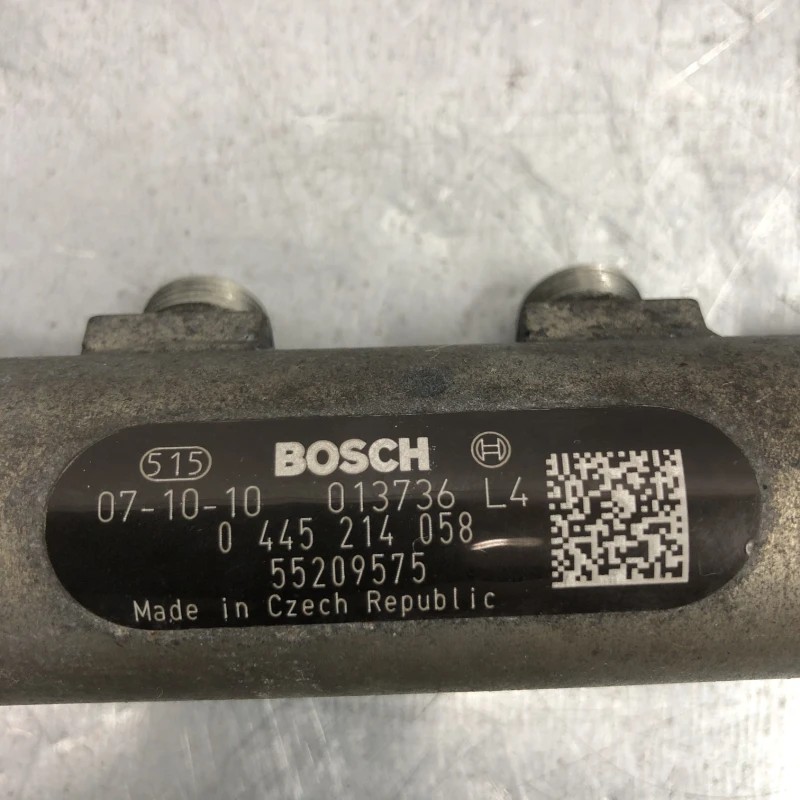 515 BOSCH
07-10-10 013736 L4
0 445 214 058
55209575
Made in Czech Republic